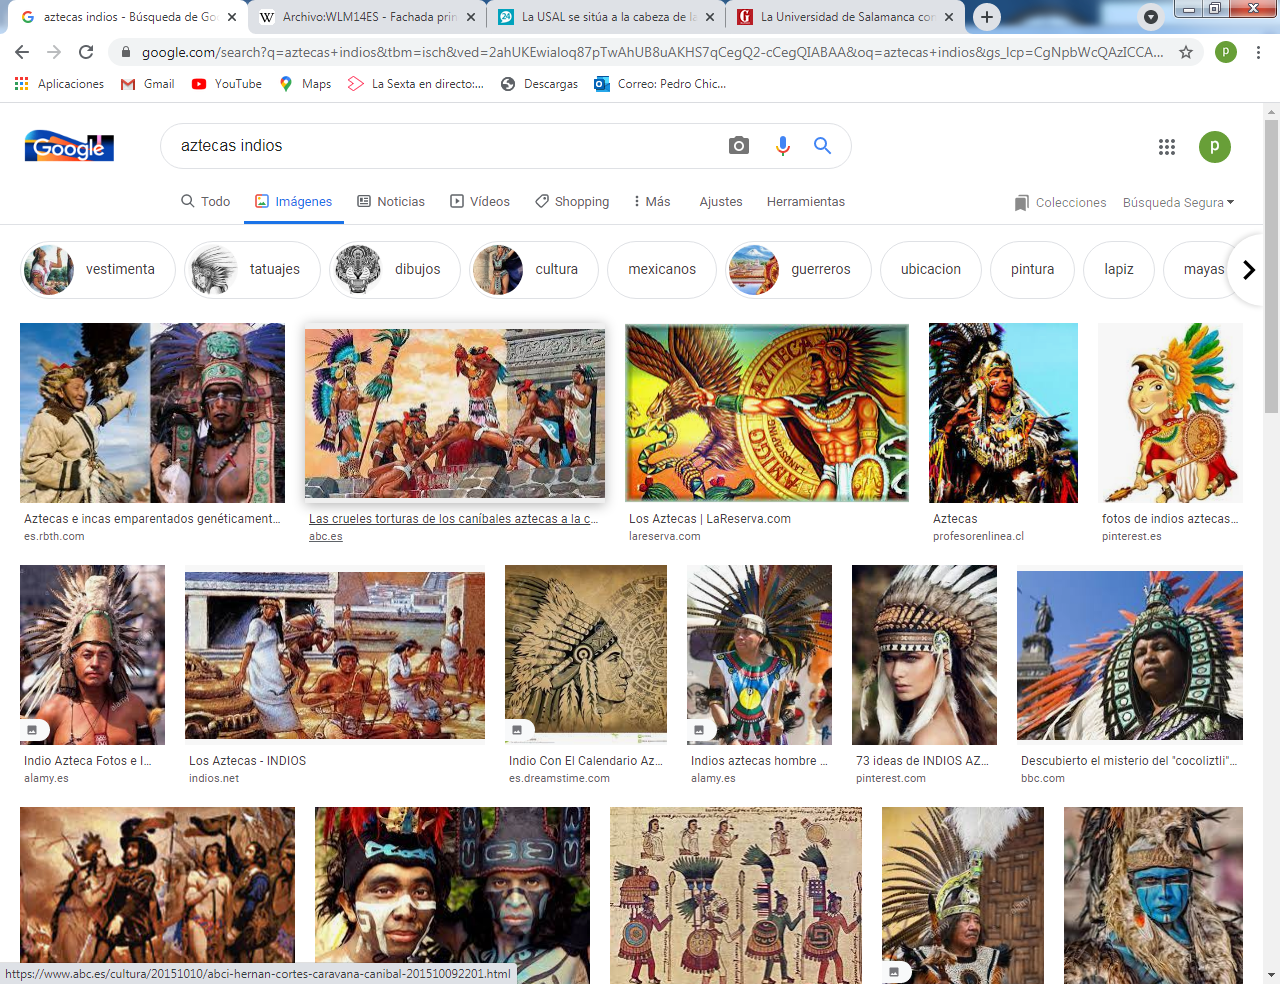 aztecas indios - Búsqueda de Go
Archivo:WLM14ES - Fachada prin
La USAL se sitúa a la cabeza de la
La Universidad de Salamanca con
google.com/search?q=aztecas+indios&tbm=isch&ved=2ahUKEwialoq87pTwAhUB8uAKHS7qCegQ2-cCegQIABAA&oq=aztecas+indios&gs_lcp=CgNpbWcQAzICCA...
p
Aplicaciones
Gmail
YouTube
Maps
La Sexta en directo:...
Descargas
Correo: Pedro Chic...
Google
aztecas indios
p
Todo
Imágenes
Noticias
Vídeos
Shopping
Más
Ajustes
Herramientas
Colecciones
Búsqueda Segura
vestimenta
tatuajes
dibujos
cultura
mexicanos
guerreros
ubicacion
pintura
lapiz
mayas
AZTECA
AMIGO
LANDSCAPING
Aztecas e incas emparentados genéticament...
es.rbth.com
Las crueles torturas de los caníbales aztecas a la c...
abc.es
Los Aztecas | LaReserva.com
lareserva.com
Aztecas
profesorenlinea.cl
fotos de indios aztecas...
pinterest.es
Indio Azteca Fotos e I...
alamy.es
Los Aztecas - INDIOS
indios.net
Indio Con El Calendario Az...
es.dreamstime.com
Indios aztecas hombre ...
alamy.es
73 ideas de INDIOS AZ...
pinterest.com
Descubierto el misterio del "cocoliztli"...
bbc.com
https://www.abc.es/cultura/20151010/abci-hernan-cortes-caravana-canibal-201510092201.html